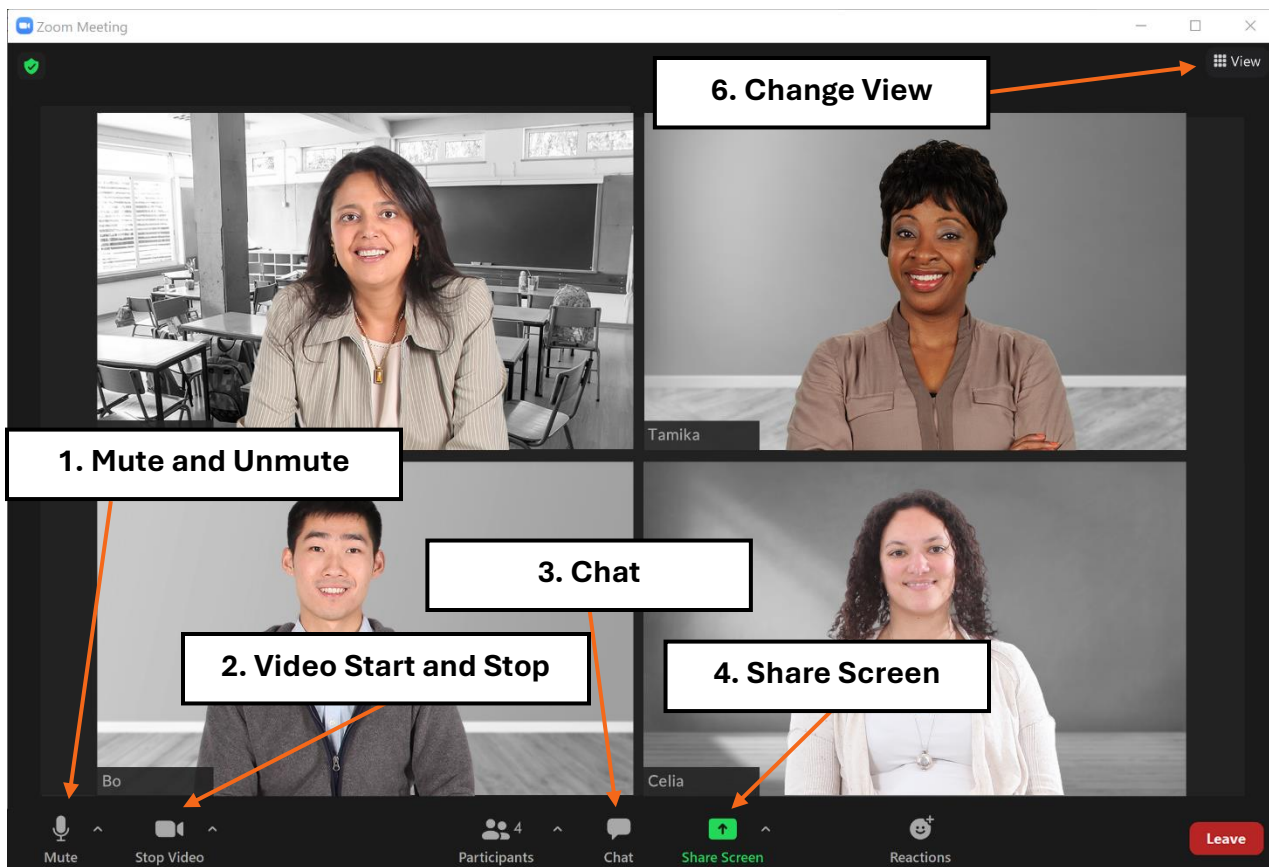 Zoom Meeting
View
6. Change View
Tamika
1. Mute and Unmute
3. Chat
2. Video Start and Stop
4. Share Screen
Bo
Celia
4
Mute
Stop Video
Participants
Chat
Share Screen
Reactions
Leave